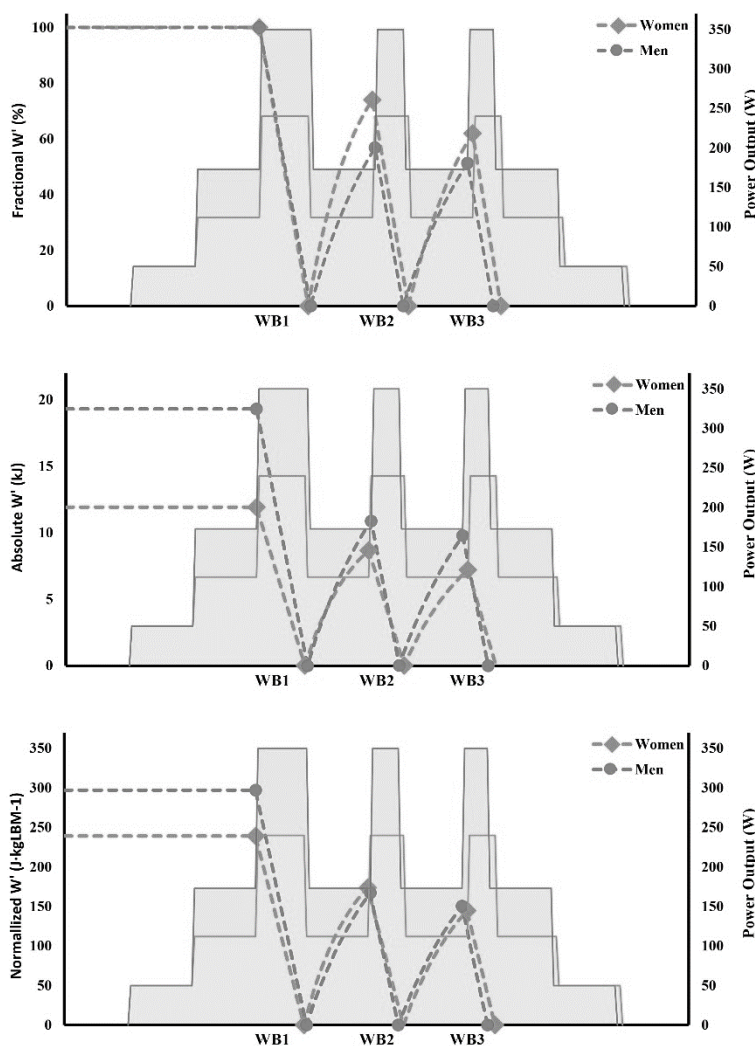 Women
Men
Fractional W' (%)
100
80
60
40
20
0
Power Output (W)
350
300
250
200
150
100
50
0
WB1 WB2 WB3
Women
Men
Absolute W' (kJ)
20
15
10
5
0
Power Output (W)
350
300
250
200
150
100
50
0
WB1 WB2 WB3
Women
Men
Normallized W' (J·kgLBM-1)
350
300
250
200
150
100
50
0
Power Output (W)
350
300
250
200
150
100
50
0
WB1 WB2 WB3